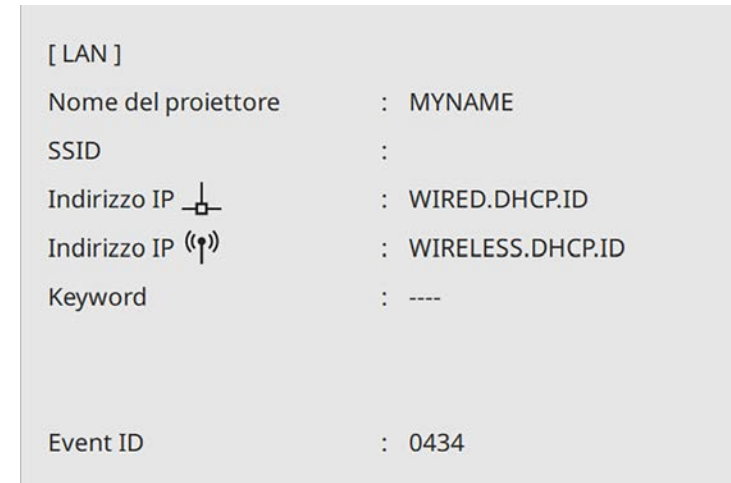 [ LAN ]
Nome del proiettore : MYNAME
SSID :
Indirizzo IP : WIRED.DHCP.ID
Indirizzo IP : WIRELESS.DHCP.ID
Keyword : ----
Event ID : 0434